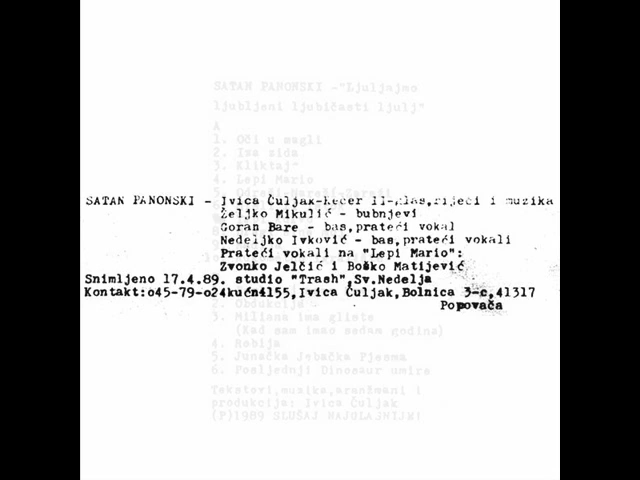 SATAN PANONSKI -"Ljuljajmo
ljubljeni ljubičasti ljulj"
A
1. Oči u magli
2. Iza zida
3. Kliktaj
4. Lepi Mario
SATAN PANONSKI - Ivica Čuljak-Kečer II-glas,riječi i muzika
Željko Mikulić - bubnjevi
Goran Bare - bas,prateći vokal
Nedeljko Ivković - bas,prateći vokali
Prateći vokali na "Lepi Mario":
Zvonko Jelčić i Boško Matijević
Snimljeno 17.4.89. studio "Trash",Sv.Nedelja
Kontakt:o45-79-o24kućn4155,Ivica Čuljak,Bolnica 3-c,41317
Popovača
2. Obdukcija
3. Miliana ima gliste
(Kad sam imao sedam godina)
4. Robija
5. Junačka Jebačka Pjesma
6. Posljednji Dinosaur umire
Tekstovi,muzika,aranžmani i
produkcija: Ivica Čuljak
(P)1989 SLUŠAJ NAJGLASNIJE!